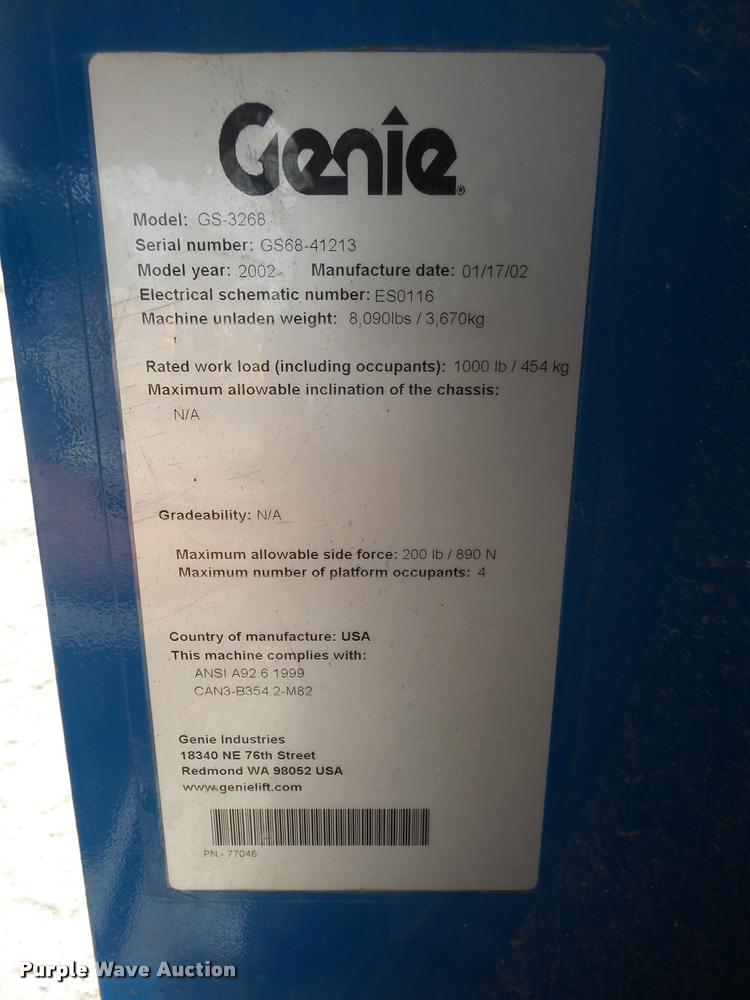 Genie®
Model: GS-3268
Serial number: GS68-41213
Model year: 2002 Manufacture date: 01/17/02
Electrical schematic number: ES0116
Machine unladen weight: 8,090lbs / 3,670kg
Rated work load (including occupants): 1000 lb / 454 kg
Maximum allowable inclination of the chassis:
N/A
Gradeability: N/A
Maximum allowable side force: 200 lb / 890 N
Maximum number of platform occupants: 4
Country of manufacture: USA
This machine complies with:
ANSI A92.6 1999
CAN3-B354.2-M82
Genie Industries
18340 NE 76th Street
Redmond WA 98052 USA
www.genielift.com
PN - 77046
Purple Wave Auction